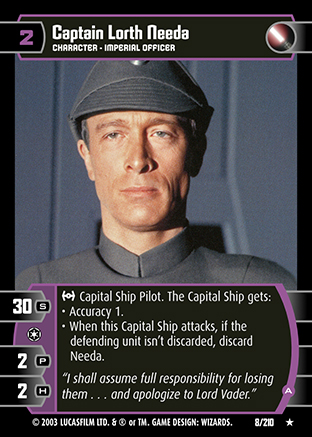 2 Captain Lorth Needa
CHARACTER - IMPERIAL OFFICER
30 S
2 P
2 H
Capital Ship Pilot. The Capital Ship gets:
• Accuracy 1.
• When this Capital Ship attacks, if the
defending unit isn't discarded, discard
Needa.
"I shall assume full responsibility for losing
them . . . and apologize to Lord Vader."
A
© 2003 LUCASFILM LTD. & ® or TM. GAME DESIGN: WIZARDS. 8/210 ★